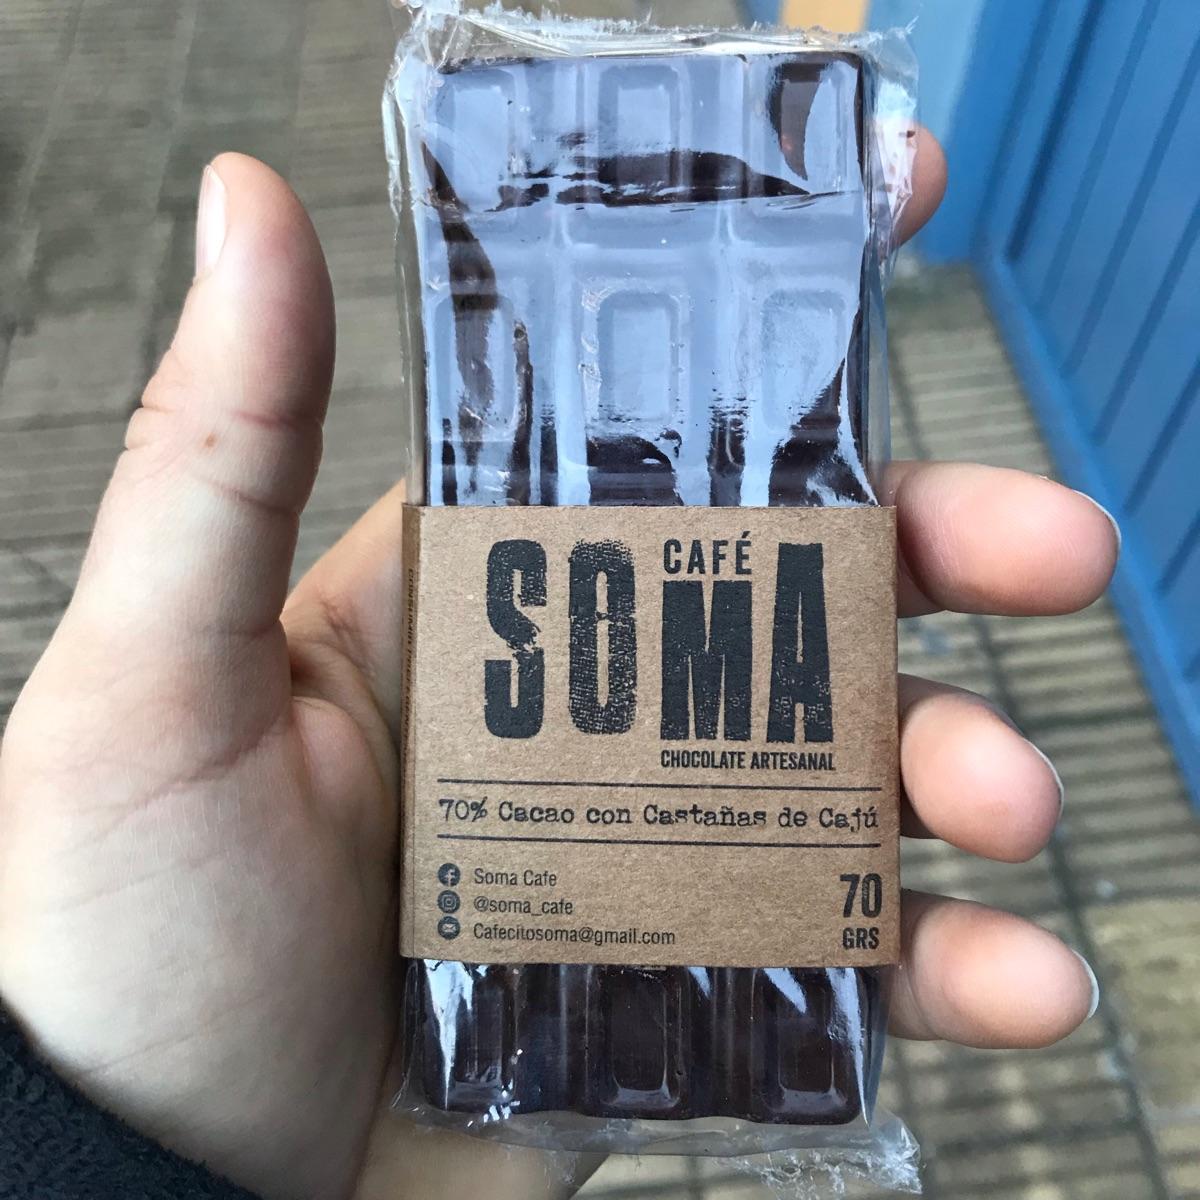 CAFÉ
SOMA
CHOCOLATE ARTESANAL
70% Cacao con Castañas de Cajú
Soma Cafe
@soma_cafe
Cafecitosoma@gmail.com
70
GRS